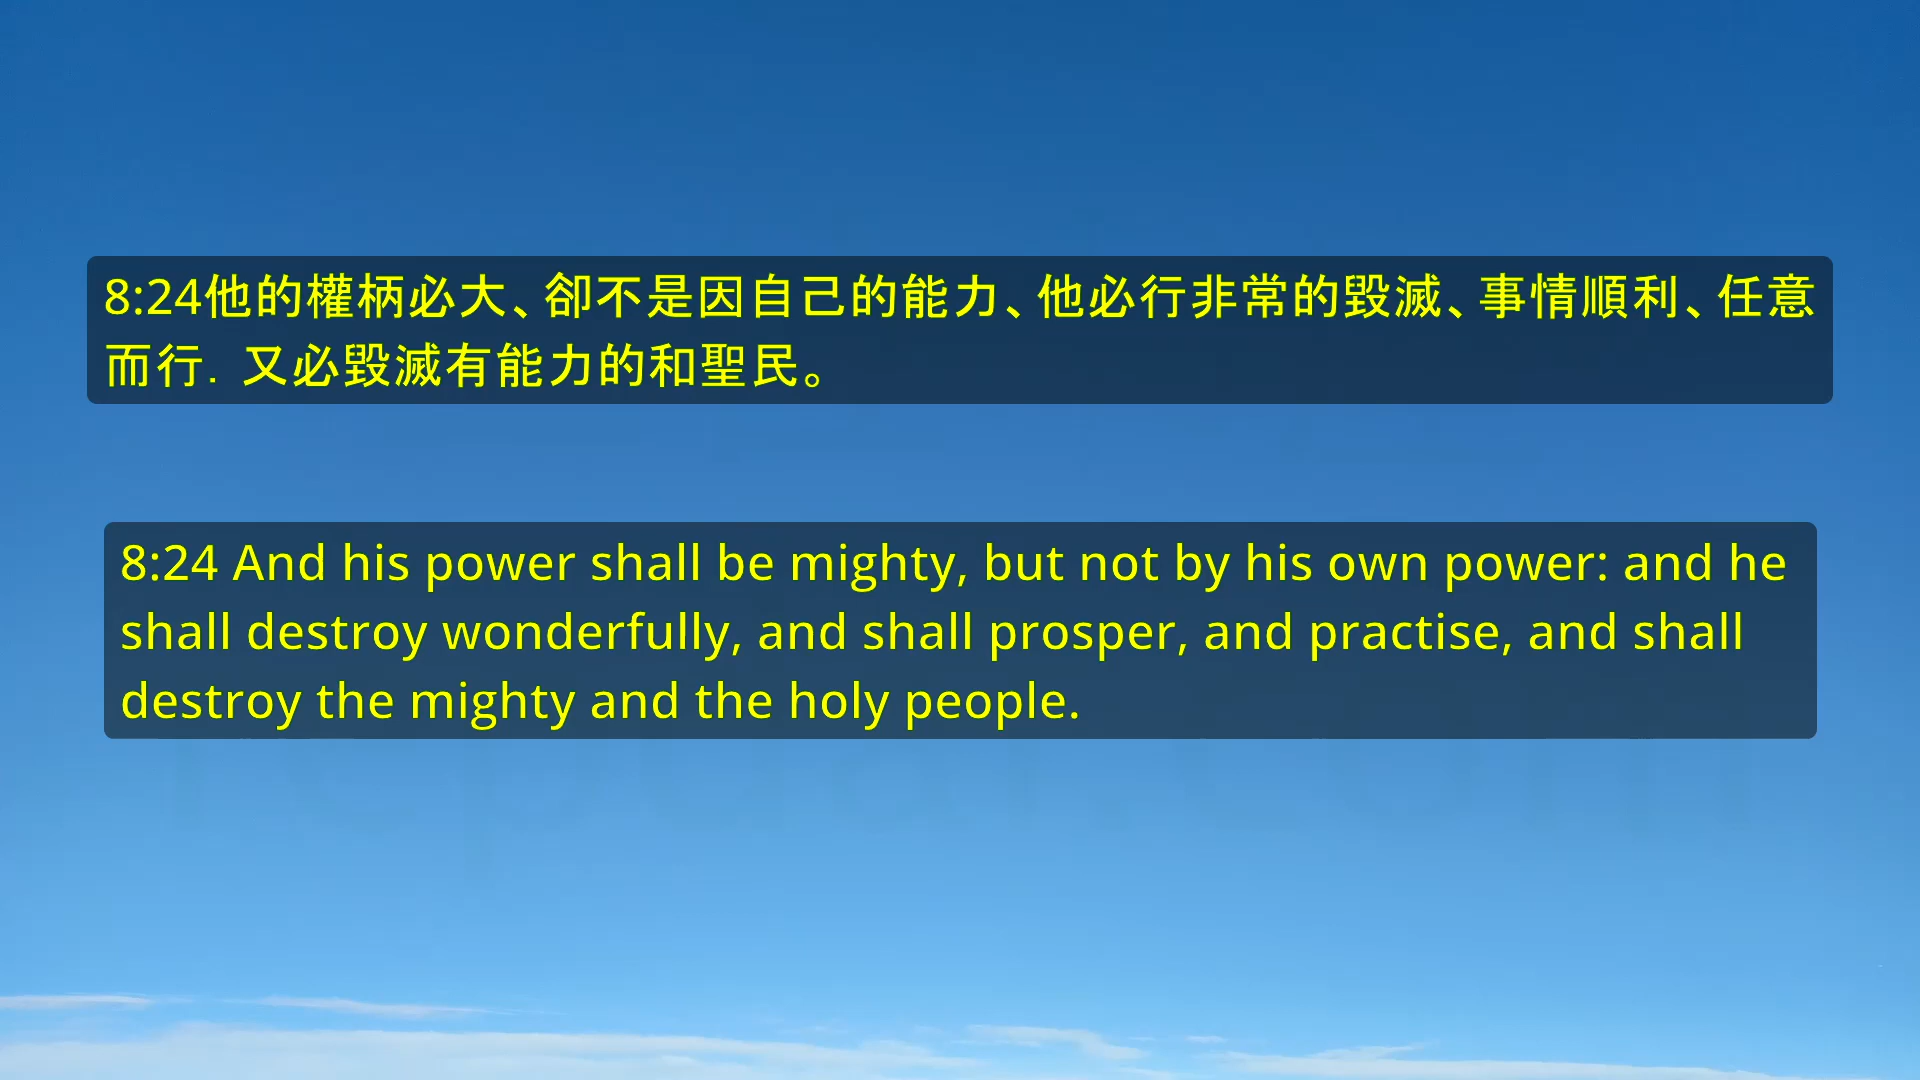 8:24他的權柄必大、卻不是因自己的能力、他必行非常的毀滅、事情順利、任意
而行．又必毀滅有能力的和聖民。
8:24 And his power shall be mighty, but not by his own power: and he
shall destroy wonderfully, and shall prosper, and practise, and shall
destroy the mighty and the holy people.